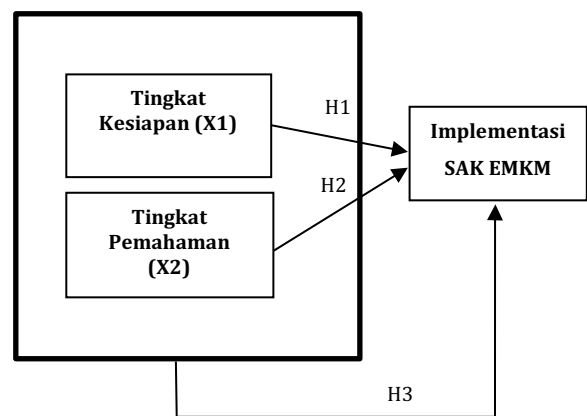 Tingkat
Kesiapan (X1)
H1
Implementasi
SAK EMKM
H2
Tingkat
Pemahaman
(X2)
H3